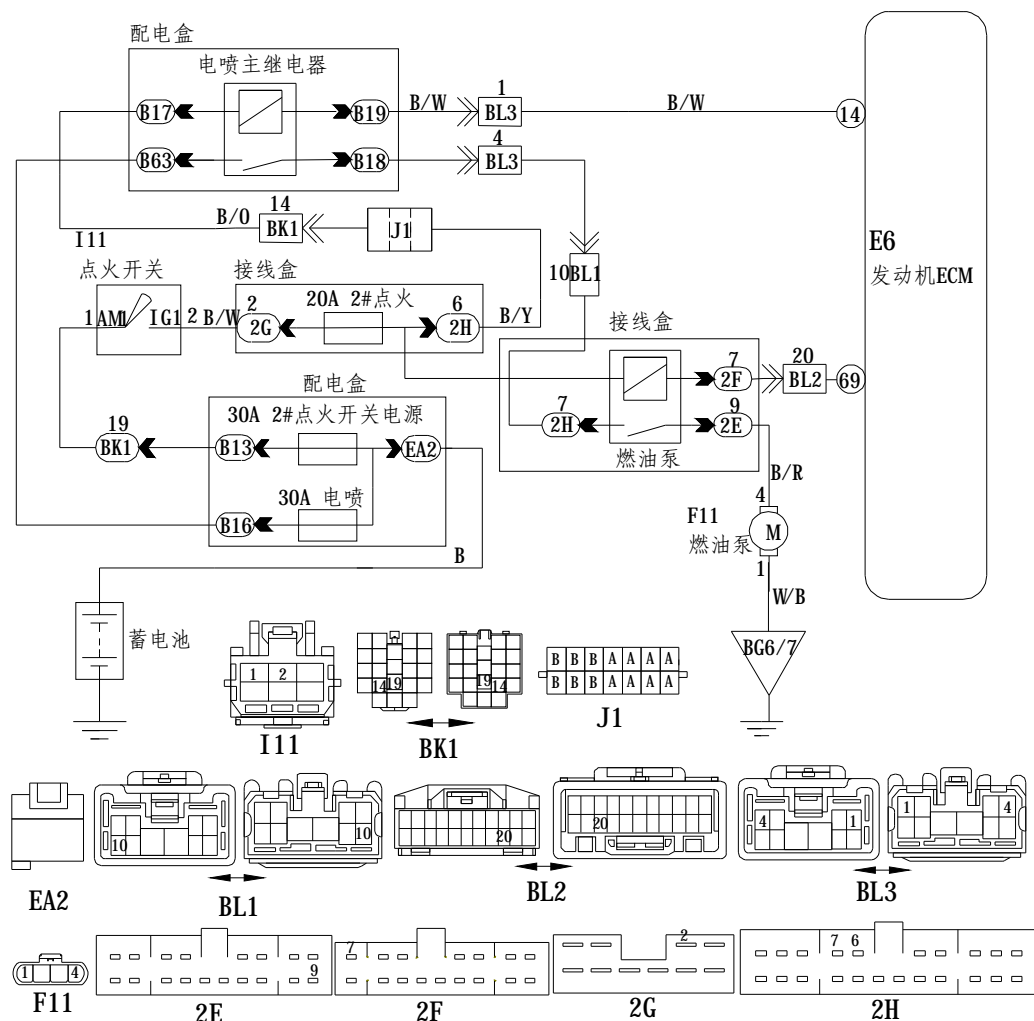 配电盒
电喷主继电器
B17
B19
B/W
1
BL3
B/W
14
B63
B18
4
BL3
B/O
14
BK1
J1
I11
点火开关
接线盒
10
BL1
E6
发动机ECM
1
AM1
IG1
2
B/W
2
2G
20A 2#点火
6
2H
B/Y
接线盒
7
2F
20
BL2
69
配电盒
30A 2#点火开关电源
19
BK1
B13
EA2
7
2H
9
2E
燃油泵
30A 电喷
B16
B
B/R
4
F11
燃油泵
M
1
W/B
蓄电池
BG6/7
1 2
14 19
19 14
B B B A A A A
B B B A A A A
I11
BK1
J1
10
10
20
20
4 1
1 4
EA2
BL1
BL2
BL3
1 4
9
7
2
7 6
F11
2E
2F
2G
2H